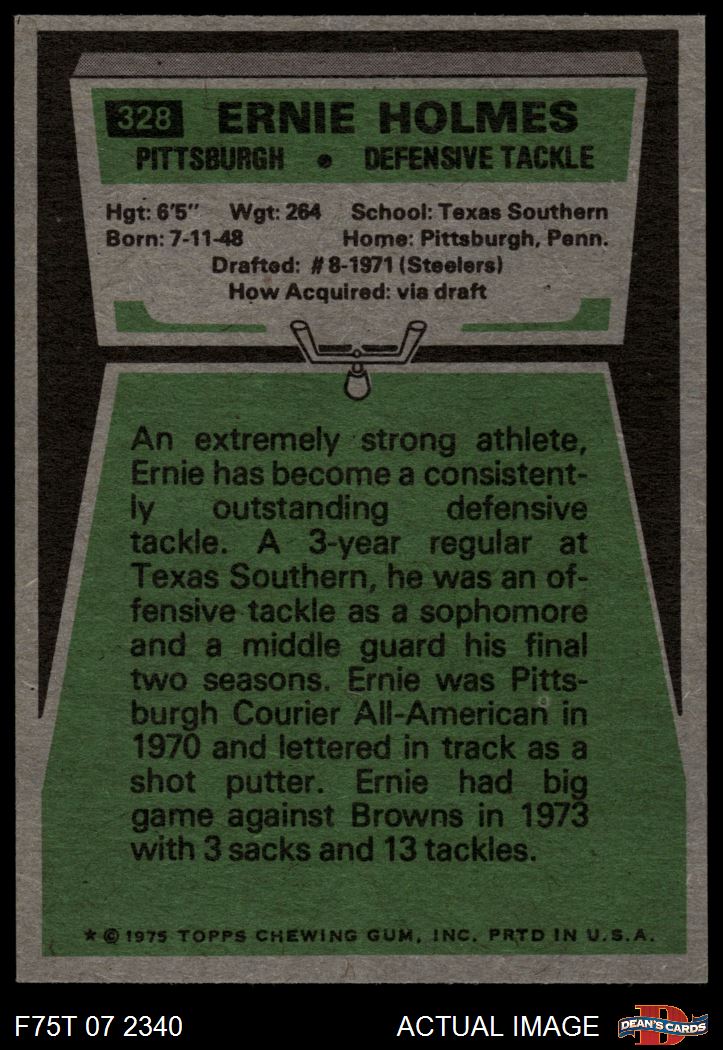 328 ERNIE HOLMES
PITTSBURGH • DEFENSIVE TACKLE
Hgt: 6'5" Wgt: 264 School: Texas Southern
Born: 7-11-48 Home: Pittsburgh, Penn.
Drafted: #8-1971 (Steelers)
How Acquired: via draft
An extremely strong athlete,
Ernie has become a consistent-
ly outstanding defensive
tackle. A 3-year regular at
Texas Southern, he was an of-
fensive tackle as a sophomore
and a middle guard his final
two seasons. Ernie was Pitts-
burgh Courier All-American in
1970 and lettered in track as a
shot putter. Ernie had big
game against Browns in 1973
with 3 sacks and 13 tackles.
* © 1975 TOPPS CHEWING GUM, INC. PRTD IN U.S.A.
F75T 07 2340 ACTUAL IMAGE D DEAN'S CARDS